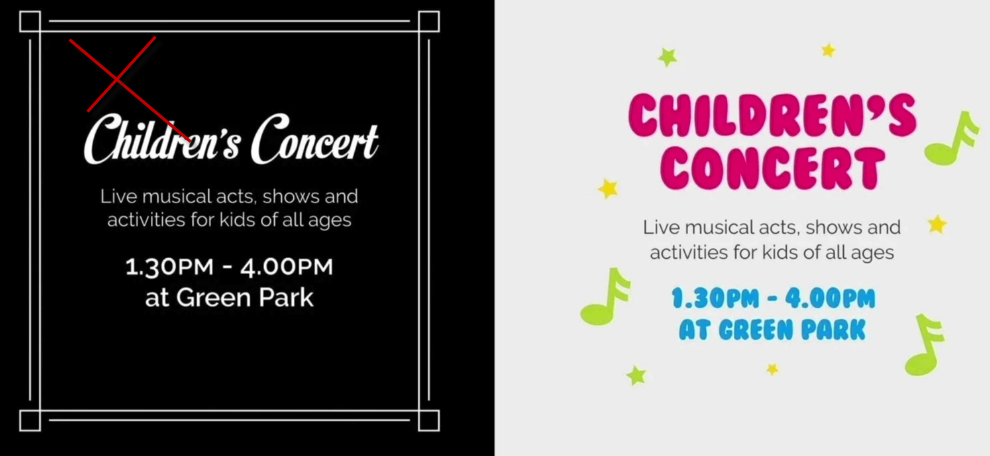 Children's Concert
Live musical acts, shows and
activities for kids of all ages
1.30PM - 4.00PM
at Green Park
CHILDREN'S
CONCERT
Live musical acts, shows and
activities for kids of all ages
1.30PM - 4.00PM
AT GREEN PARK